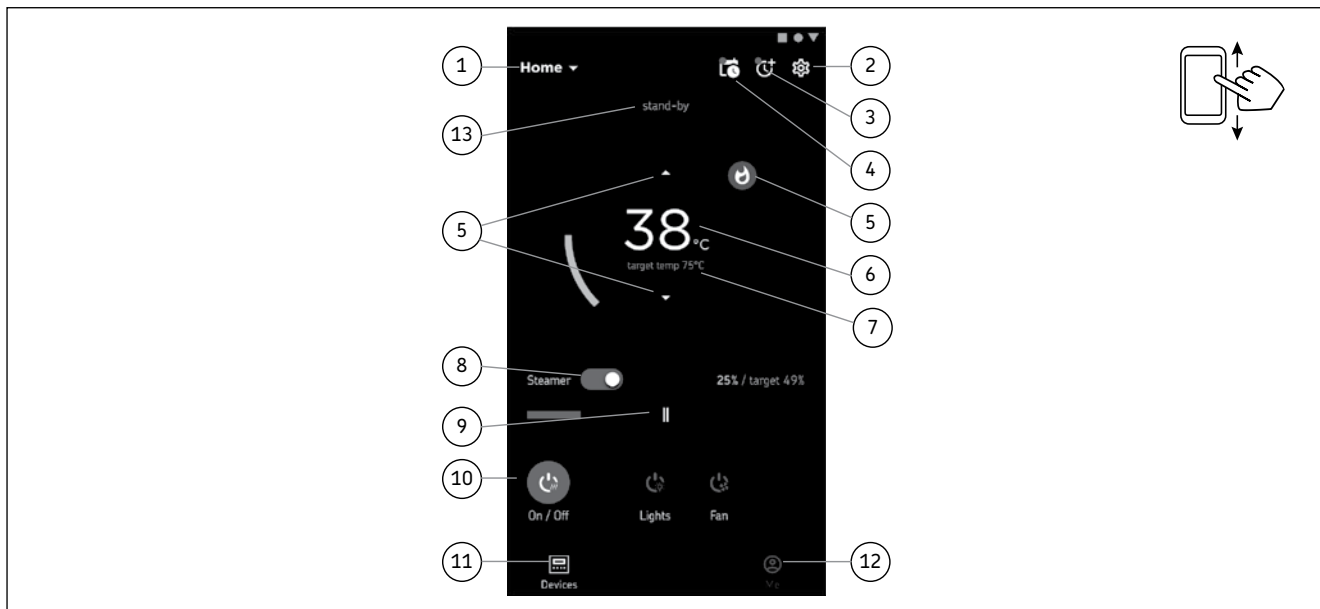 1
Home
2
3
stand-by
13
4
5
5
38 °C
6
target temp 75°C
7
8
Steamer
25% / target 49%
9
10
On / Off
Lights
Fan
11
12
Devices
Me